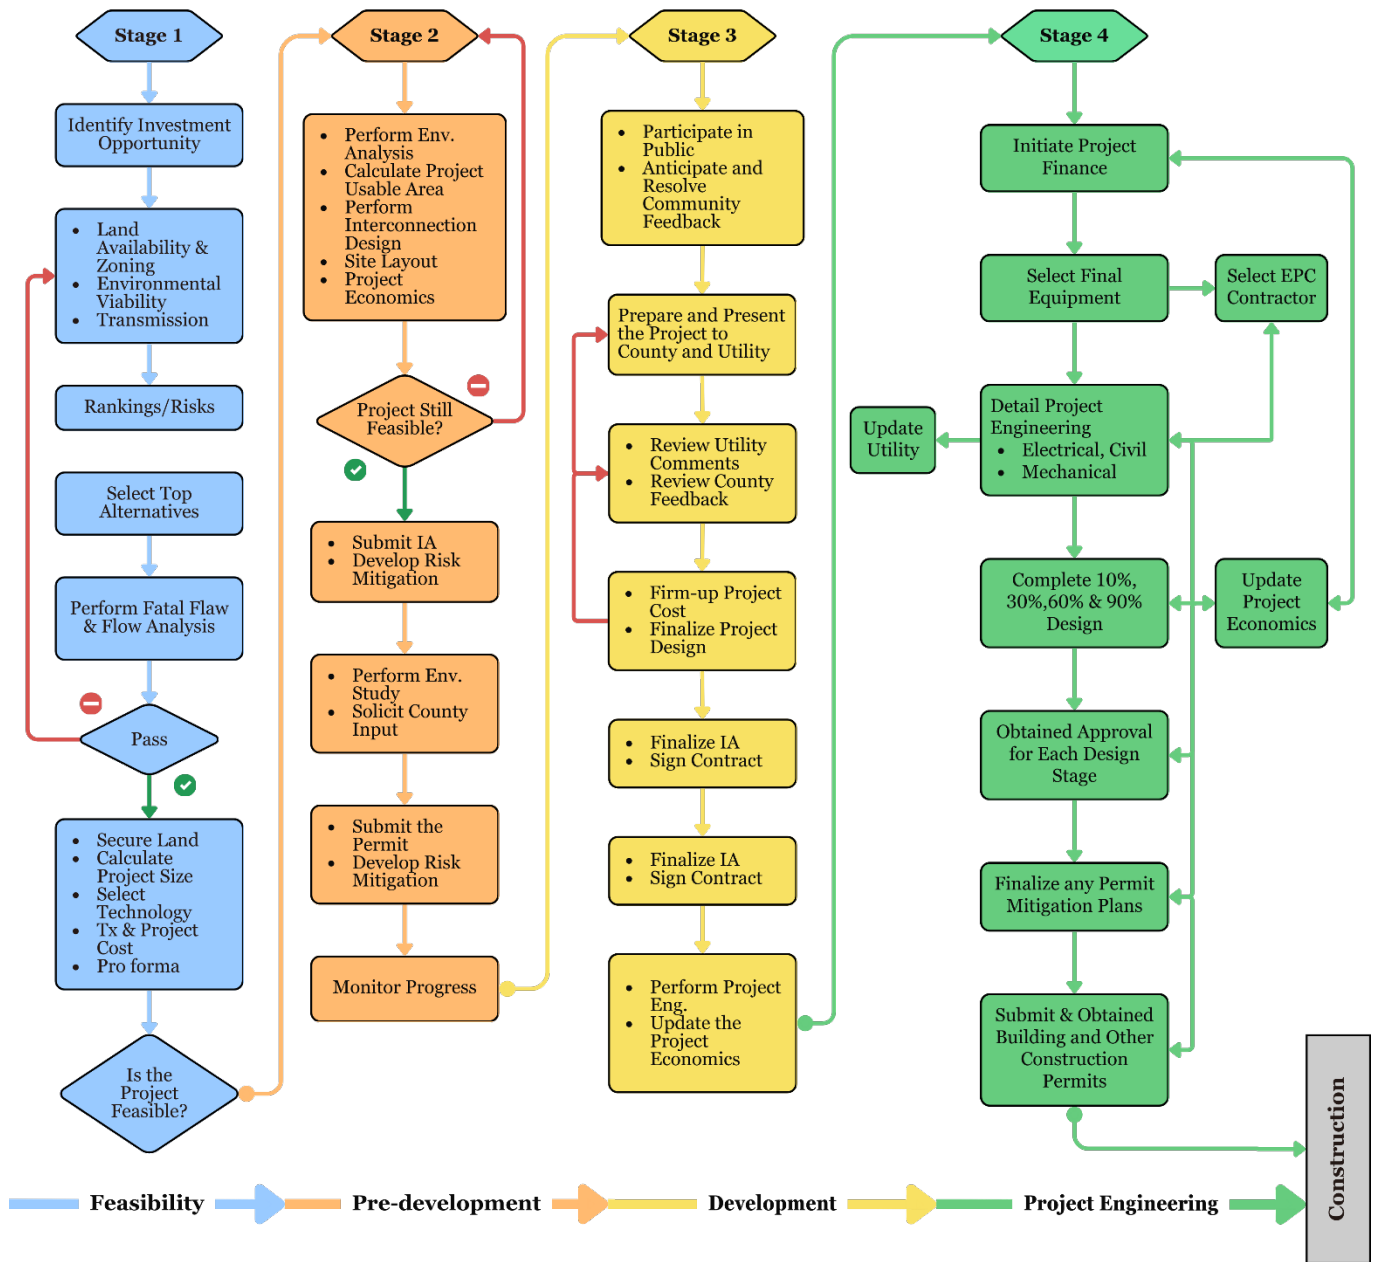 Stage 1
Identify Investment
Opportunity
• Land
Availability &
Zoning
• Environmental
Viability
• Transmission
Rankings/Risks
Select Top
Alternatives
Perform Fatal Flaw
& Flow Analysis
Pass
• Secure Land
• Calculate
Project Size
• Select
Technology
• Tx & Project
Cost
• Pro forma
Is the
Project
Feasible?
Stage 2
• Perform Env.
Analysis
• Calculate Project
Usable Area
• Perform
Interconnection
Design
• Site Layout
• Project
Economics
Project Still
Feasible?
• Submit IA
• Develop Risk
Mitigation
• Perform Env.
Study
• Solicit County
Input
• Submit the
Permit
• Develop Risk
Mitigation
Monitor Progress
Stage 3
• Participate in
Public
• Anticipate and
Resolve
Community
Feedback
Prepare and Present
the Project to
County and Utility
• Review Utility
Comments
• Review County
Feedback
• Firm-up Project
Cost
• Finalize Project
Design
• Finalize IA
• Sign Contract
• Finalize IA
• Sign Contract
• Perform Project
Eng.
• Update the
Project
Economics
Stage 4
Initiate Project
Finance
Select Final
Equipment
Select EPC
Contractor
Detail Project
Engineering
• Electrical, Civil
• Mechanical
Update
Utility
Complete 10%,
30%,60% & 90%
Design
Update
Project
Economics
Obtained Approval
for Each Design
Stage
Finalize any Permit
Mitigation Plans
Submit & Obtained
Building and Other
Construction
Permits
Construction
Feasibility
Pre-development
Development
Project Engineering